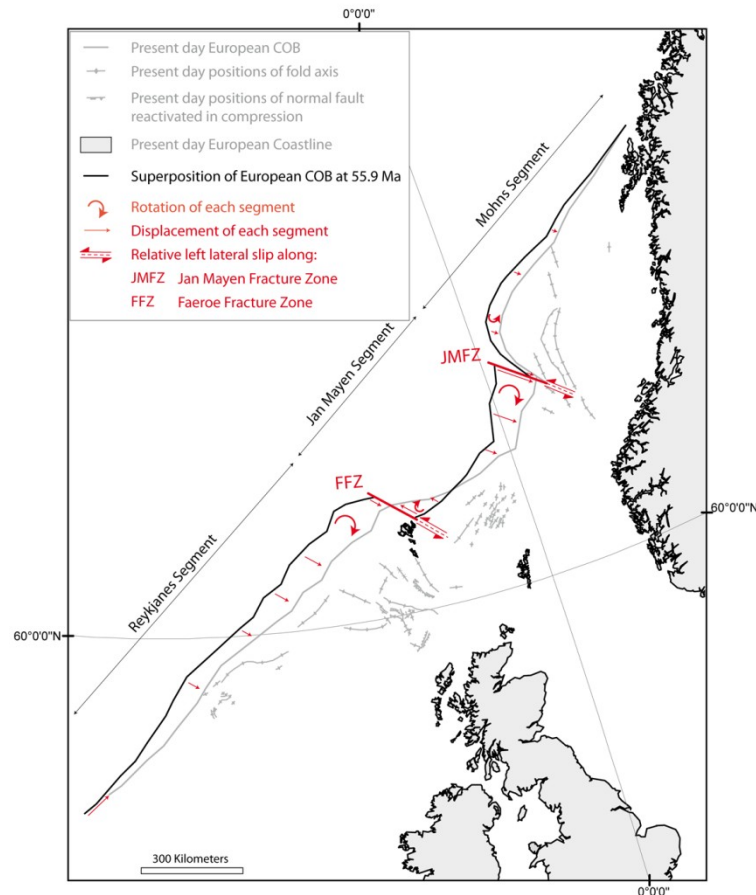 0°0'0"
Present day European COB
Present day positions of fold axis
Present day positions of normal fault
reactivated in compression
Present day European Coastline
Superposition of European COB at 55.9 Ma
Rotation of each segment
Displacement of each segment
Relative left lateral slip along:
JMFZ Jan Mayen Fracture Zone
FFZ Faeroe Fracture Zone
Mohns Segment
Jan Mayen Segment
JMFZ
FFZ
60°0'0"N
Reykjanes Segment
60°0'0"N
300 Kilometers
0°0'0"